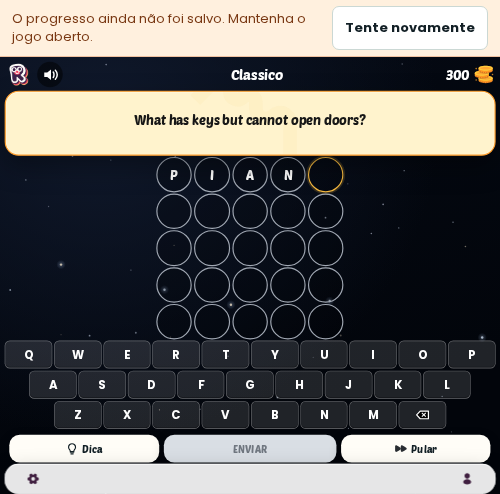 O progresso ainda não foi salvo. Mantenha o
jogo aberto.
Tente novamente
Classico
300
What has keys but cannot open doors?
P I A N
Q W E R T Y U I O P
A S D F G H J K L
Z X C V B N M
Dica
ENVIAR
Pular